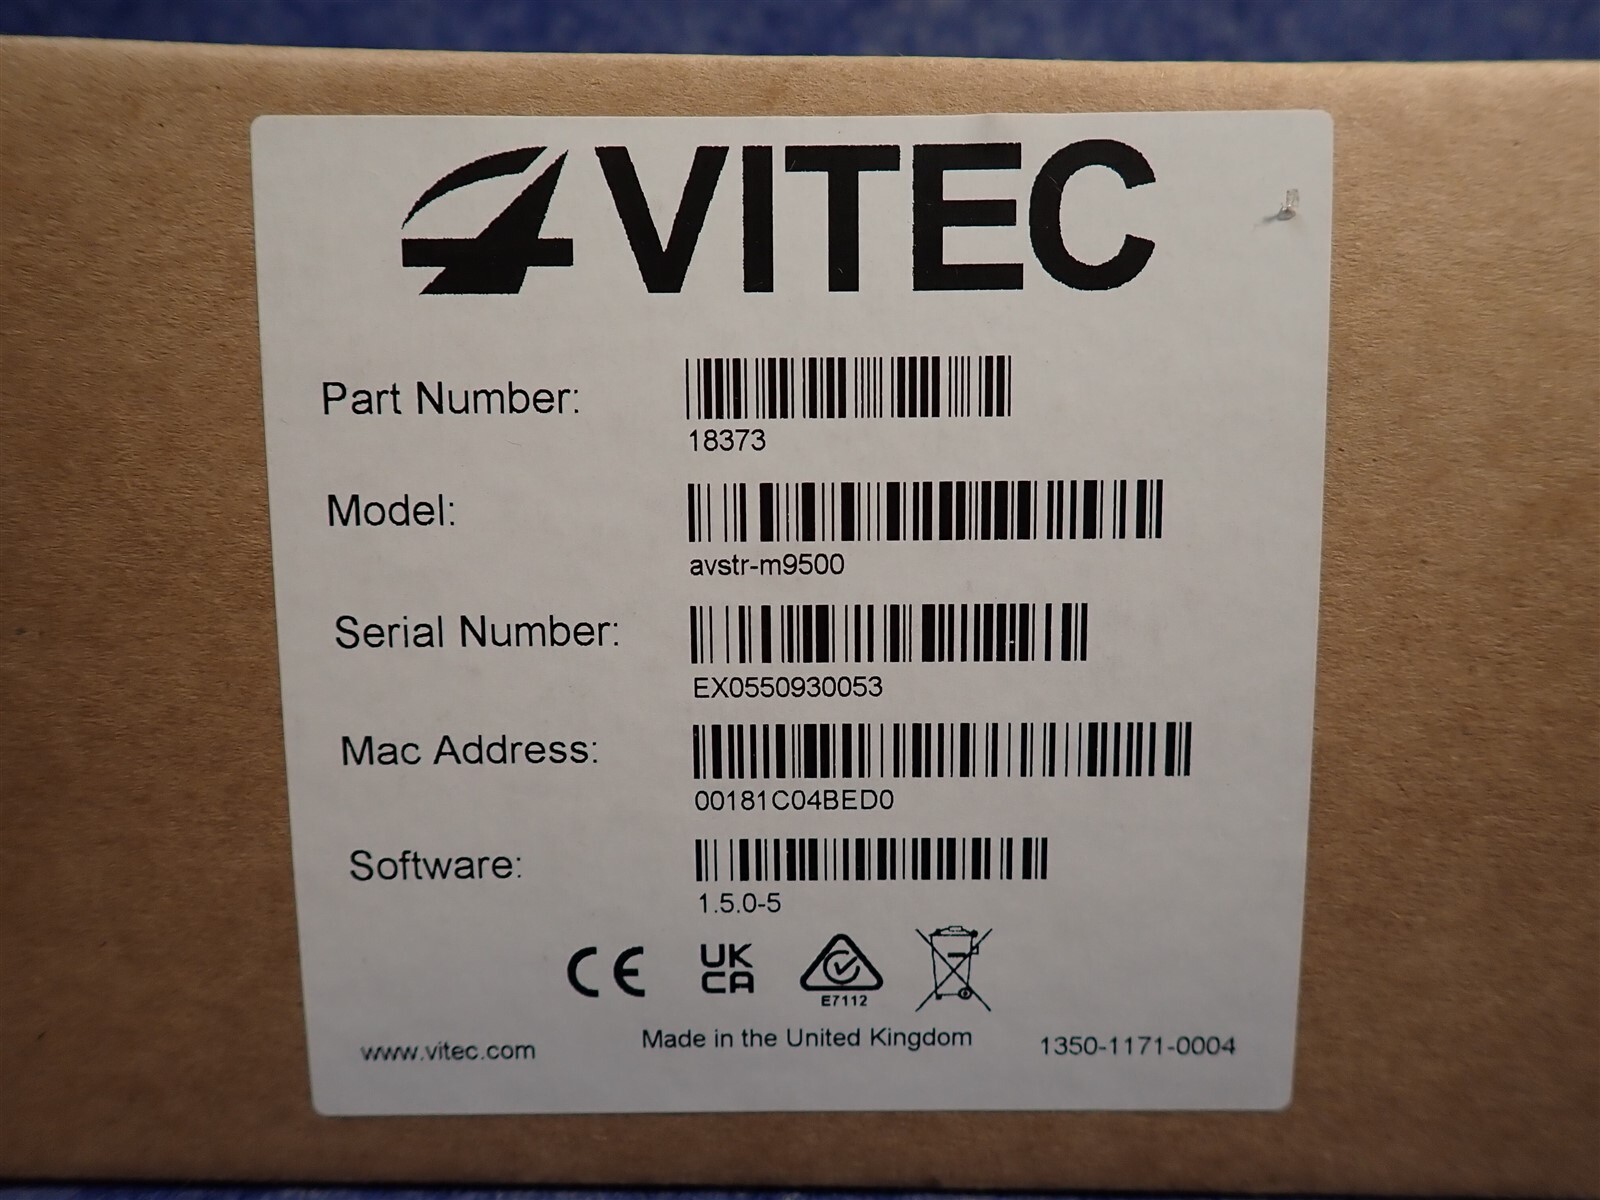 VITEC
Part Number:
18373
Model:
avstr-m9500
Serial Number:
EX0550930053
Mac Address:
00181C04BED0
Software:
1.5.0-5
CE
UK
CA
E7112
www.vitec.com
Made in the United Kingdom
1350-1171-0004